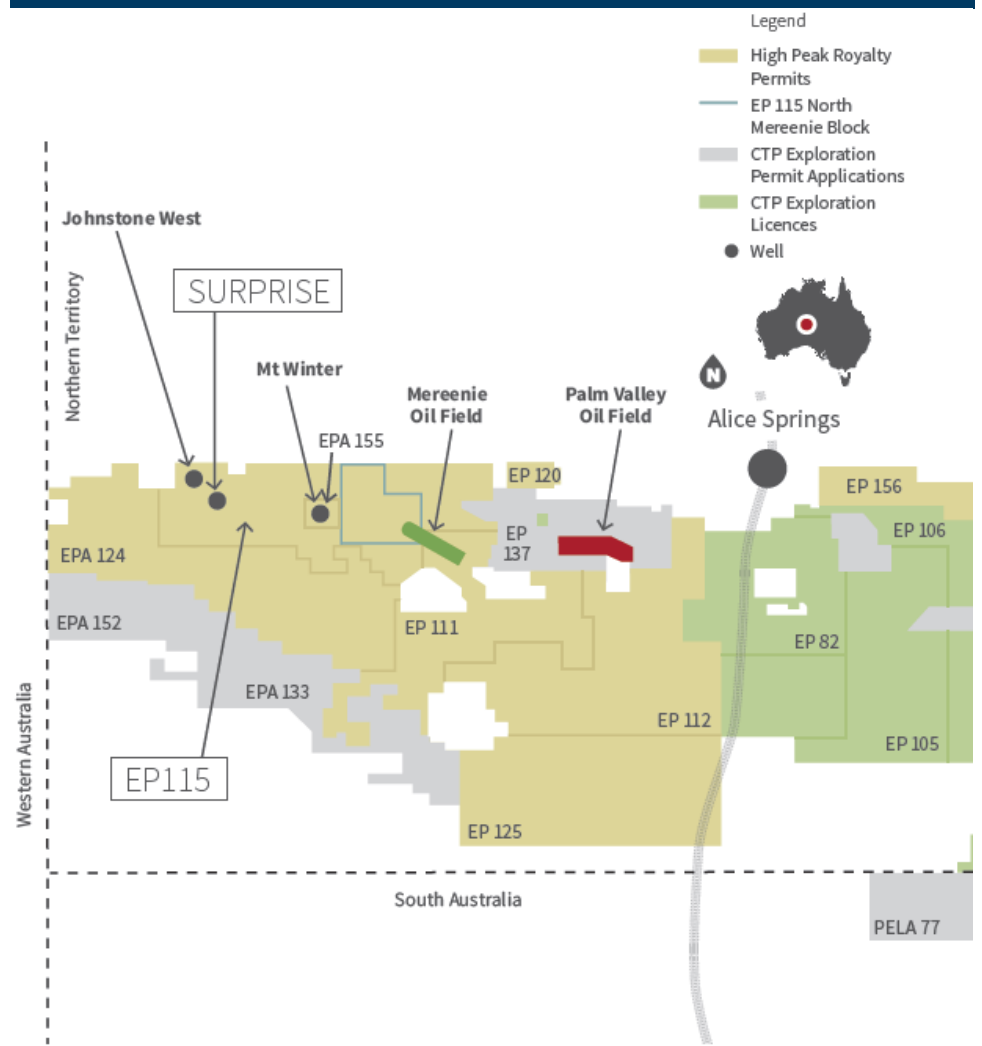 Legend
High Peak Royalty
Permits
EP 115 North
Mereenie Block
CTP Exploration
Permit Applications
CTP Exploration
Licences
Well
Johnstone West
Northern Territory
SURPRISE
Mt Winter
Mereenie
Oil Field
Palm Valley
Oil Field
N
Alice Springs
EPA 155
EP 120
EP 156
EP 106
EP
137
EPA 124
EPA 152
EP 111
EP 82
EPA 133
EP 112
EP 105
Western Australia
EP115
EP 125
South Australia
PELA 77